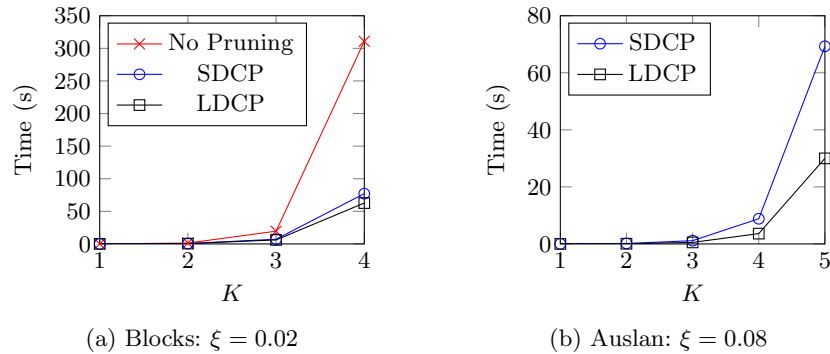 350
300
250
200
150
100
50
0
Time (s)
No Pruning
SDCP
LDCP
1 2 3 4
K
(a) Blocks: ξ = 0.02
80
60
40
20
0
Time (s)
SDCP
LDCP
1 2 3 4 5
K
(b) Auslan: ξ = 0.08